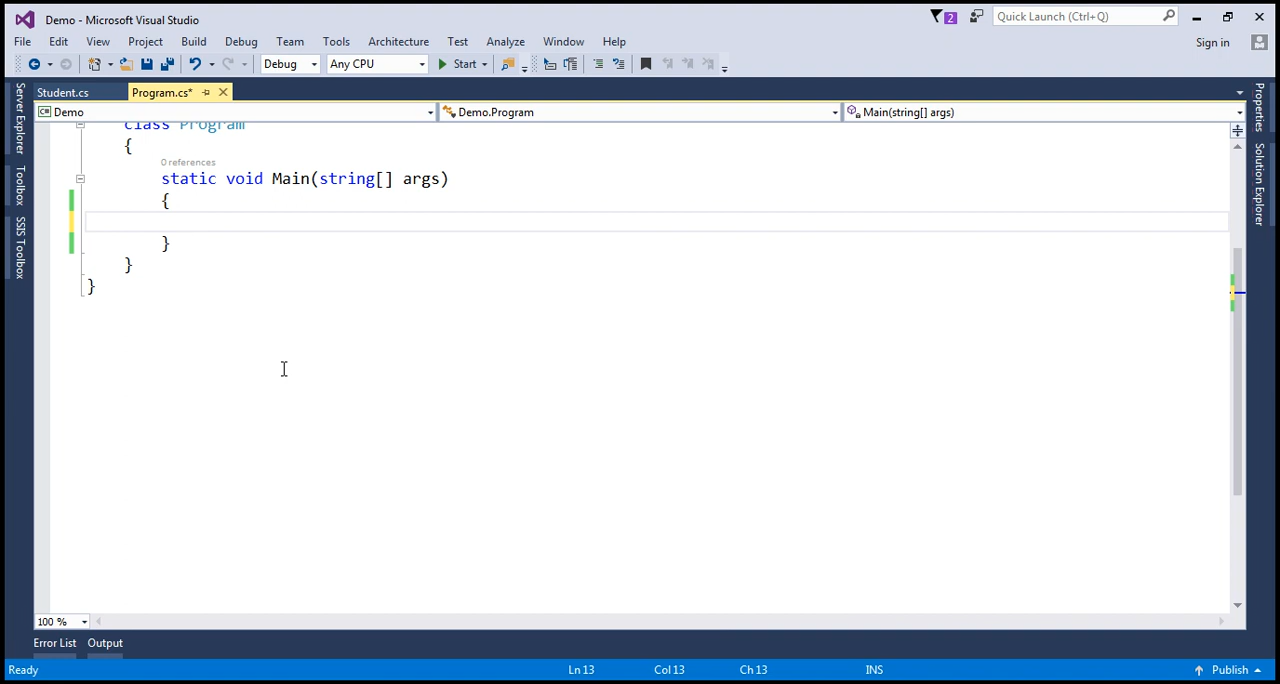 Demo - Microsoft Visual Studio
2
Quick Launch (Ctrl+Q)
File Edit View Project Build Debug Team Tools Architecture Test Analyze Window Help
Sign in
Debug Any CPU Start
Server Explorer
Toolbox
SSIS Toolbox
Student.cs Program.cs*
C# Demo Demo.Program Main(string[] args)
class Program
{
0 references
static void Main(string[] args)
{
}
}
}
Properties
Solution Explorer
100 %
Error List Output
Ready Ln 13 Col 13 Ch 13 INS Publish